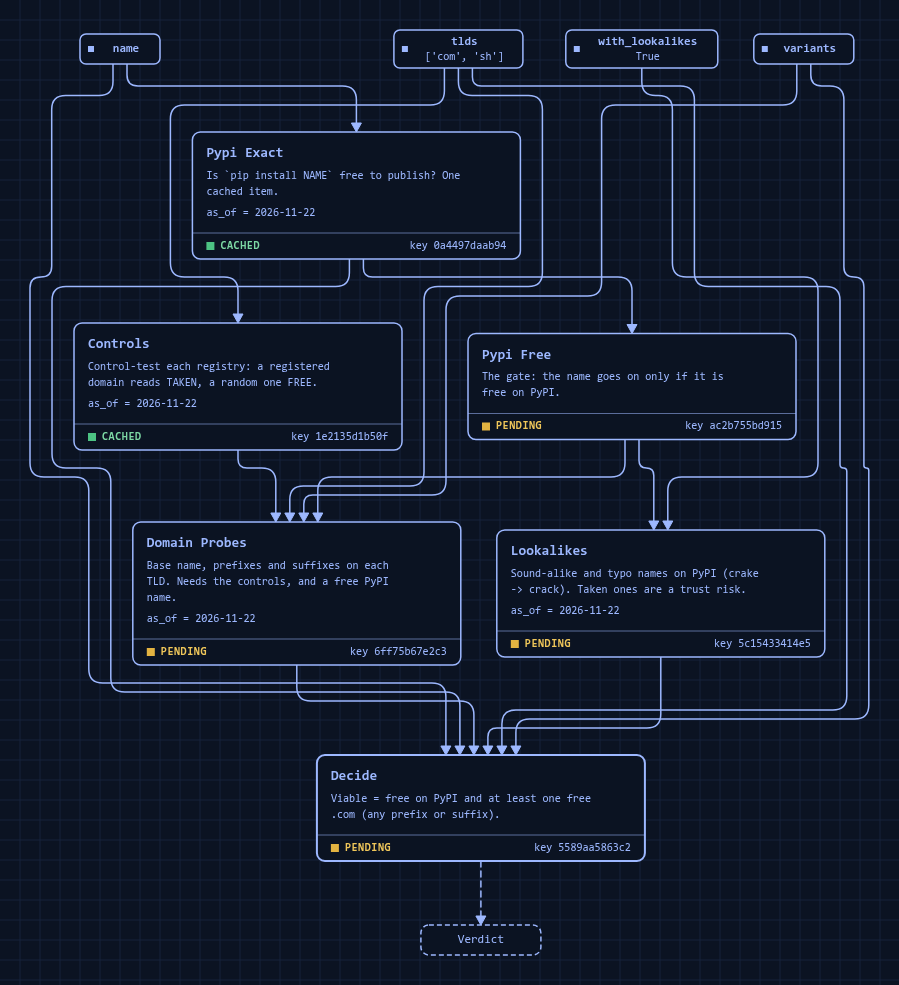 name
tlds
['com', 'sh']
with_lookalikes
True
variants
Pypi Exact
Is `pip install NAME` free to publish? One
cached item.
as_of = 2026-11-22
CACHED key 0a4497daab94
Controls
Control-test each registry: a registered
domain reads TAKEN, a random one FREE.
as_of = 2026-11-22
CACHED key 1e2135d1b50f
Pypi Free
The gate: the name goes on only if it is
free on PyPI.
PENDING key ac2b755bd915
Domain Probes
Base name, prefixes and suffixes on each
TLD. Needs the controls, and a free PyPI
name.
as_of = 2026-11-22
PENDING key 6ff75b67e2c3
Lookalikes
Sound-alike and typo names on PyPI (crake
-> crack). Taken ones are a trust risk.
as_of = 2026-11-22
PENDING key 5c15433414e5
Decide
Viable = free on PyPI and at least one free
.com (any prefix or suffix).
PENDING key 5589aa5863c2
Verdict